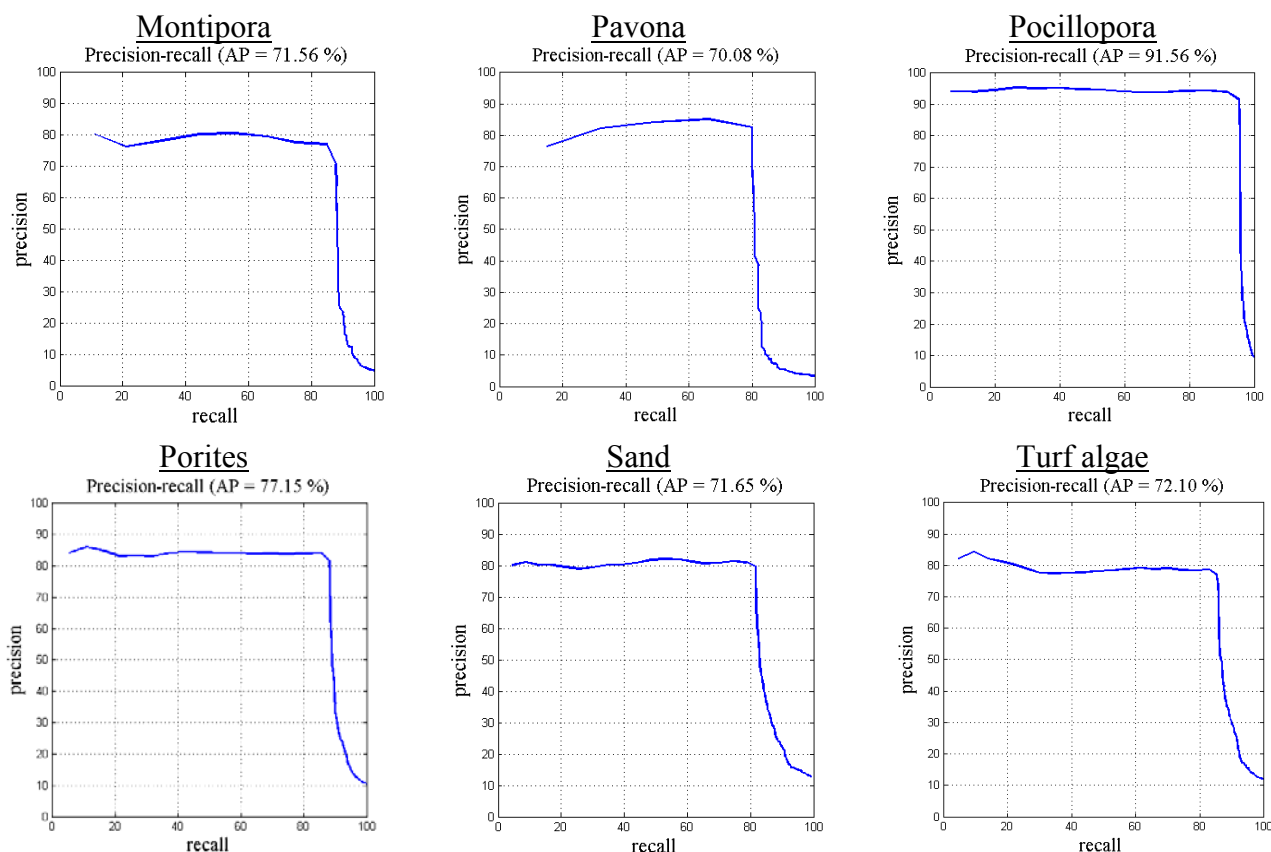 Montipora
Precision-recall (AP = 71.56 %)
100
90
80
70
60
50
40
30
20
10
0
precision
0 20 40 60 80 100
recall
Pavona
Precision-recall (AP = 70.08 %)
100
90
80
70
60
50
40
30
20
10
0
precision
0 20 40 60 80 100
recall
Pocillopora
Precision-recall (AP = 91.56 %)
100
90
80
70
60
50
40
30
20
10
0
precision
0 20 40 60 80 100
recall
Porites
Precision-recall (AP = 77.15 %)
100
90
80
70
60
50
40
30
20
10
0
precision
0 20 40 60 80 100
recall
Sand
Precision-recall (AP = 71.65 %)
100
90
80
70
60
50
40
30
20
10
0
precision
0 20 40 60 80 100
recall
Turf algae
Precision-recall (AP = 72.10 %)
100
90
80
70
60
50
40
30
20
10
0
precision
0 20 40 60 80 100
recall